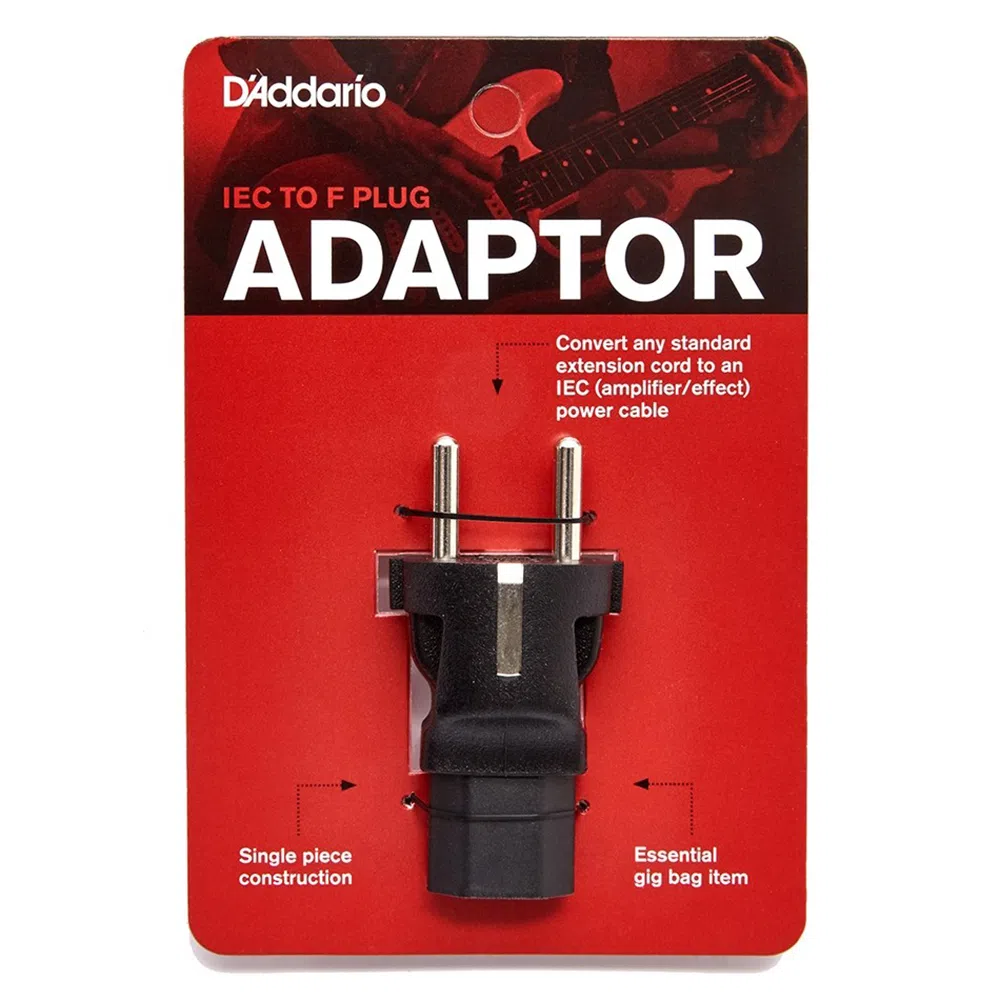 D'Addario
IEC TO F PLUG
ADAPTOR
Convert any standard
extension cord to an
IEC (amplifier/effect)
power cable
Single piece
construction
Essential
gig bag item